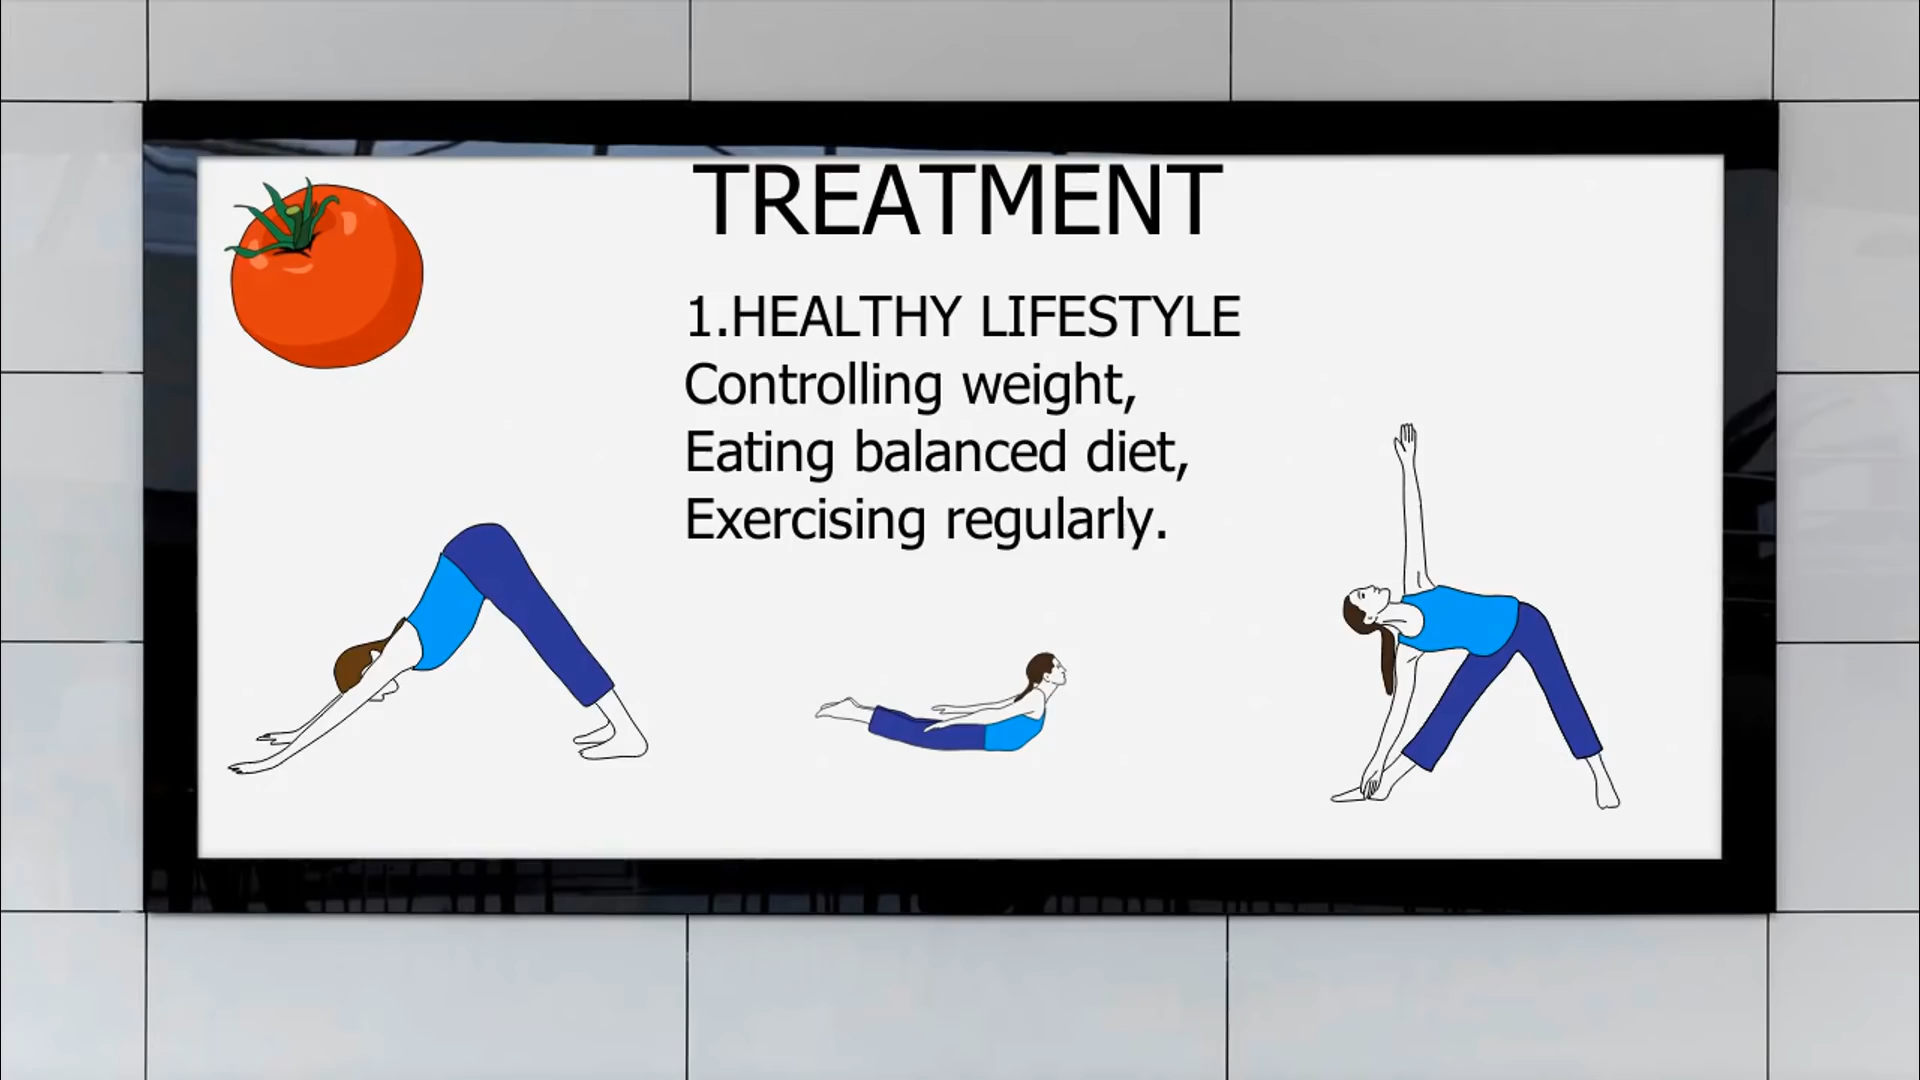 TREATMENT
1.HEALTHY LIFESTYLE
Controlling weight,
Eating balanced diet,
Exercising regularly.